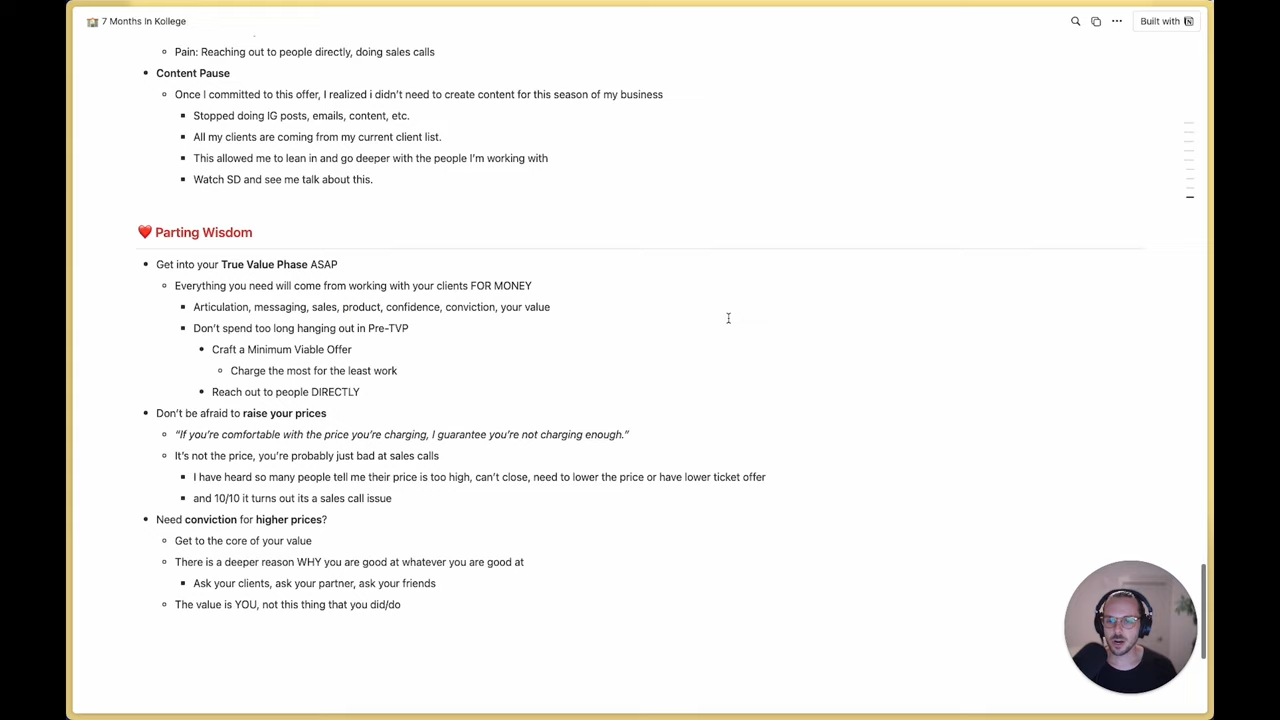 7 Months In Kollege
Built with
Pain: Reaching out to people directly, doing sales calls
Content Pause
Once I committed to this offer, I realized i didn't need to create content for this season of my business
Stopped doing IG posts, emails, content, etc.
All my clients are coming from my current client list.
This allowed me to lean in and go deeper with the people I'm working with
Watch SD and see me talk about this.
Parting Wisdom
Get into your True Value Phase ASAP
Everything you need will come from working with your clients FOR MONEY
Articulation, messaging, sales, product, confidence, conviction, your value
Don't spend too long hanging out in Pre-TVP
Craft a Minimum Viable Offer
Charge the most for the least work
Reach out to people DIRECTLY
Don't be afraid to raise your prices
"If you're comfortable with the price you're charging, I guarantee you're not charging enough."
It's not the price, you're probably just bad at sales calls
I have heard so many people tell me their price is too high, can't close, need to lower the price or have lower ticket offer
and 10/10 it turns out its a sales call issue
Need conviction for higher prices?
Get to the core of your value
There is a deeper reason WHY you are good at whatever you are good at
Ask your clients, ask your partner, ask your friends
The value is YOU, not this thing that you did/do